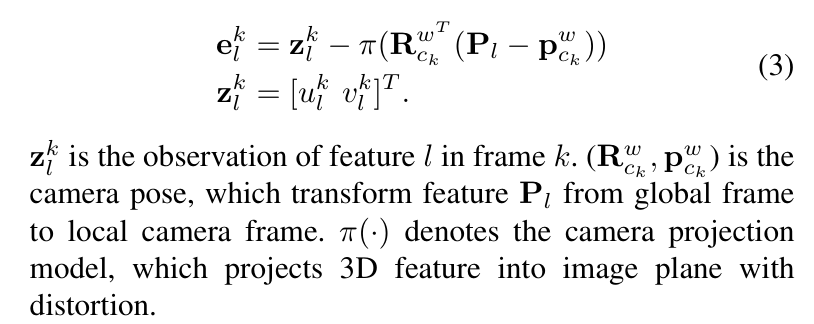 $\mathbf{e}_l^k = \mathbf{z}_l^k - \pi(\mathbf{R}_{c_k}^{w^T}(\mathbf{P}_l - \mathbf{p}_{c_k}^w))$
$\mathbf{z}_l^k = [u_l^k \ v_l^k]^T.$
(3)
$\mathbf{z}_l^k$ is the observation of feature $l$ in frame $k$. $(\mathbf{R}_{c_k}^w, \mathbf{p}_{c_k}^w)$ is the
camera pose, which transform feature $\mathbf{P}_l$ from global frame
to local camera frame. $\pi(\cdot)$ denotes the camera projection
model, which projects 3D feature into image plane with
distortion.